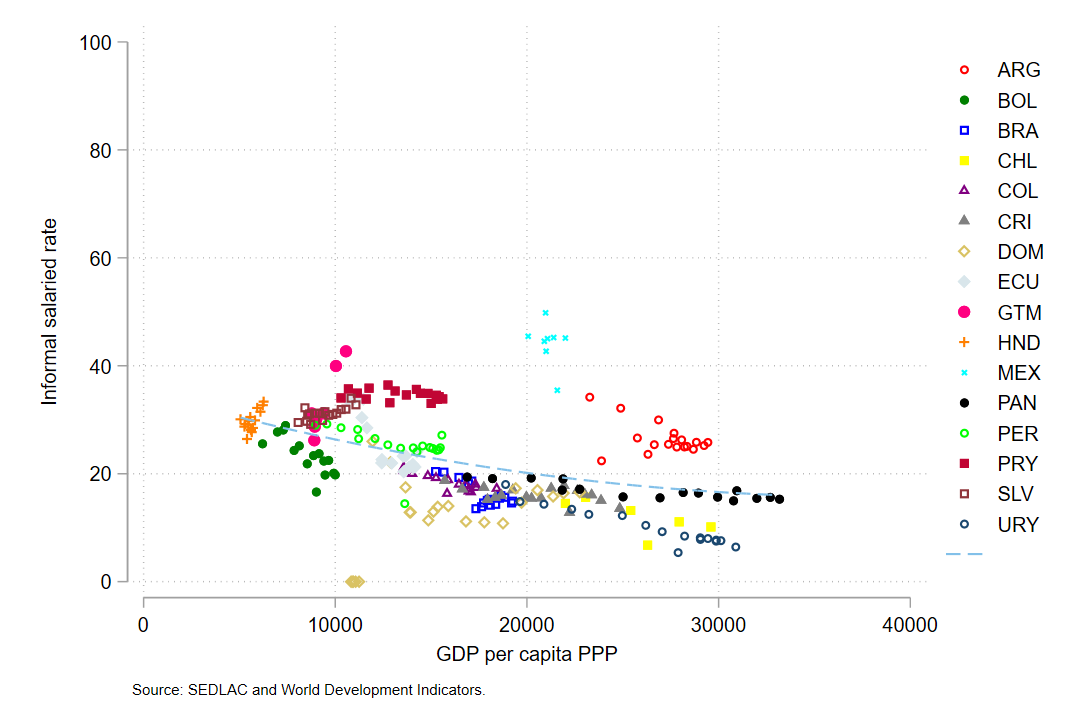 100
80
60
40
20
0
Informal salaried rate
0 10000 20000 30000 40000
GDP per capita PPP
ARG
BOL
BRA
CHL
COL
CRI
DOM
ECU
GTM
HND
MEX
PAN
PER
PRY
SLV
URY
Source: SEDLAC and World Development Indicators.